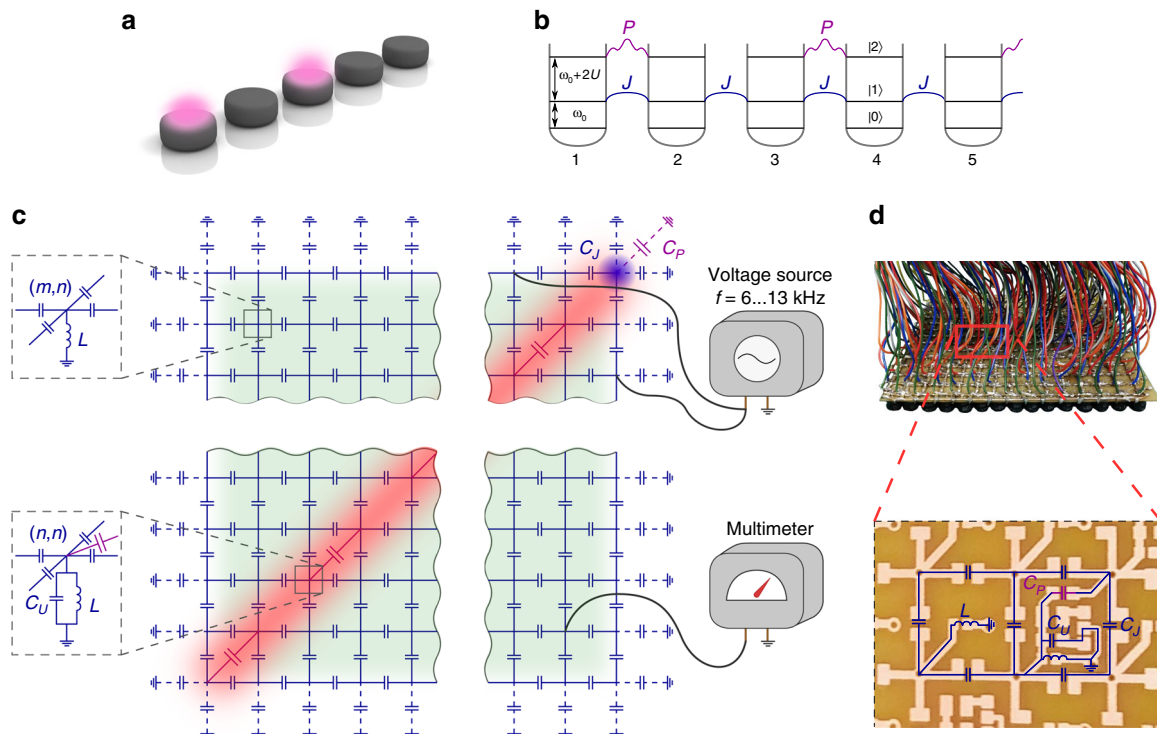 a
b
P P
|2⟩
ω₀+2U
J J J J
|1⟩
ω₀
|0⟩
1 2 3 4 5
c
d
(m,n)
L
C_J C_P
Voltage source
f = 6...13 kHz
(n,n)
C_U L
Multimeter
C_P
L C_U C_J